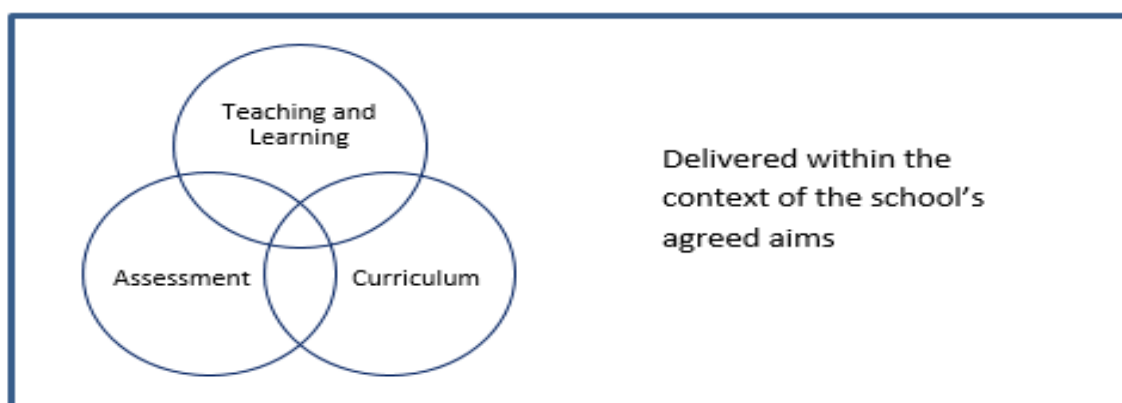 Teaching and
Learning
Assessment
Curriculum
Delivered within the
context of the school’s
agreed aims